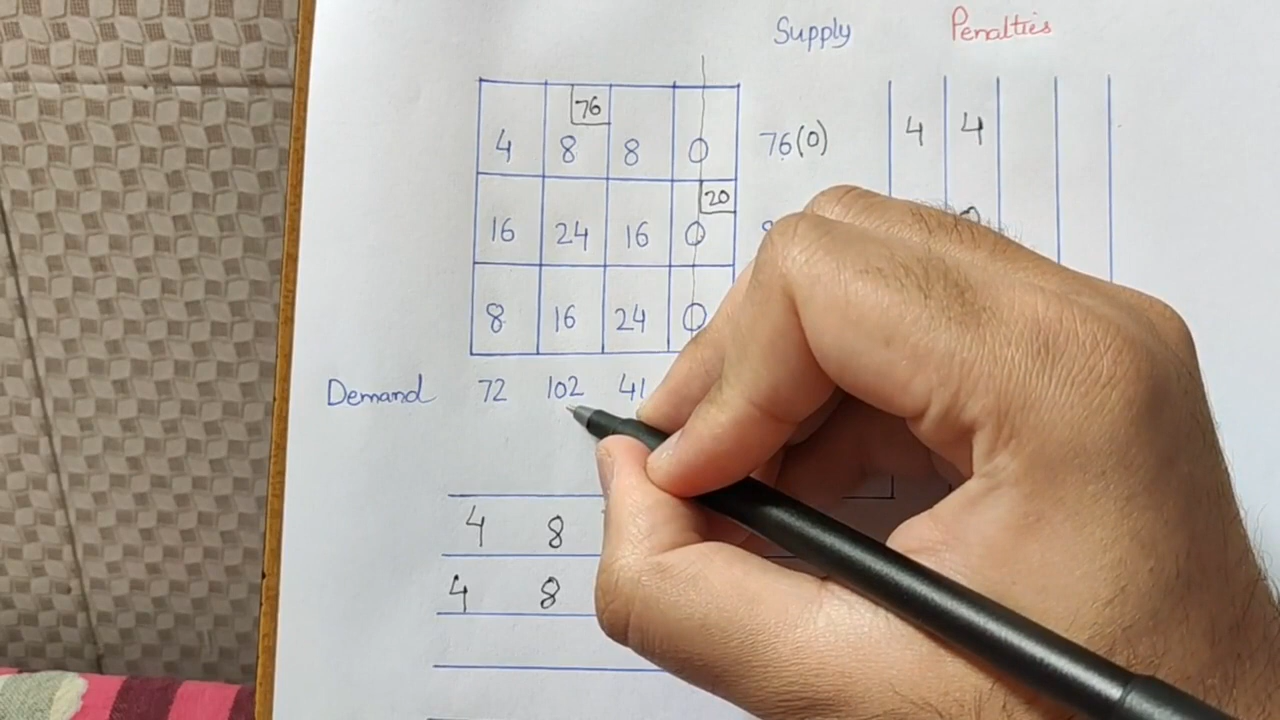 Supply Penalties
76
4 8 8 0 76(0) 4 4
20
16 24 16 0
8 16 24 0
Demand 72 102 41
4 8
4 8